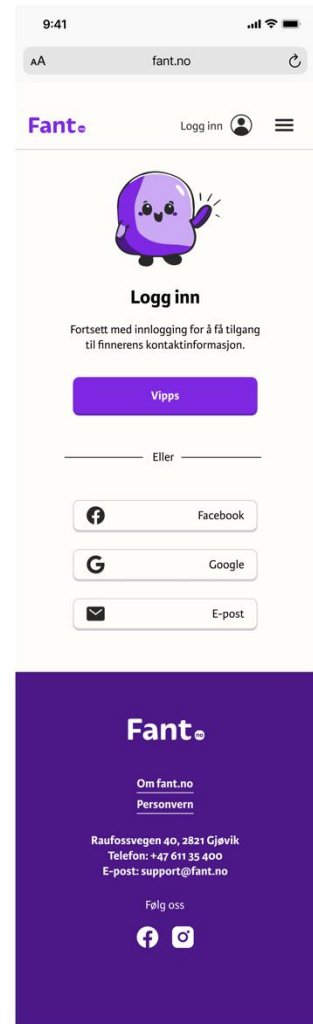 9:41
AA fant.no
Fant.no Logg inn
Logg inn
Fortsett med innlogging for å få tilgang
til finnerens kontaktinformasjon.
Vipps
Eller
Facebook
Google
E-post
Fant.no
Om fant.no
Personvern
Raufossvegen 40, 2821 Gjøvik
Telefon: +47 611 35 400
E-post: support@fant.no
Følg oss